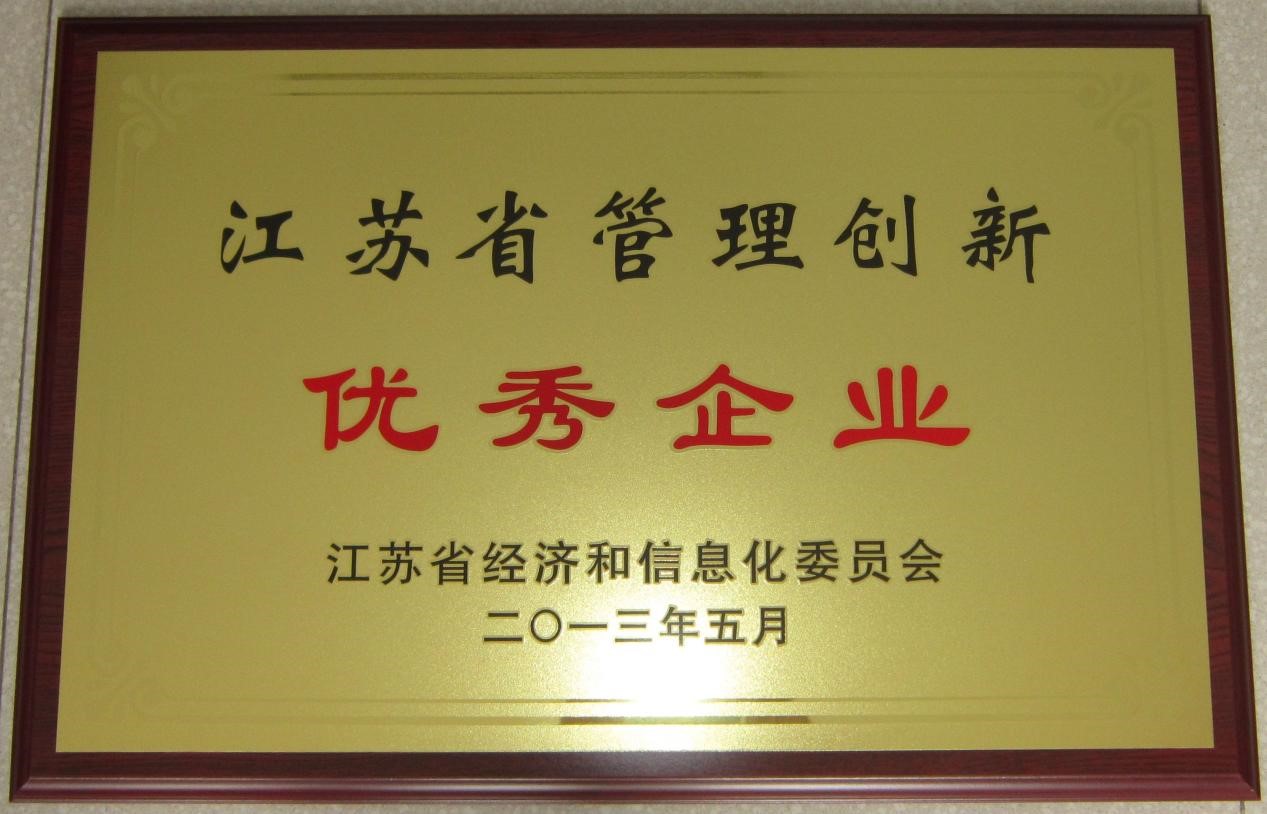 江苏省管理创新
优秀企业
江苏省经济和信息化委员会
二〇一三年五月